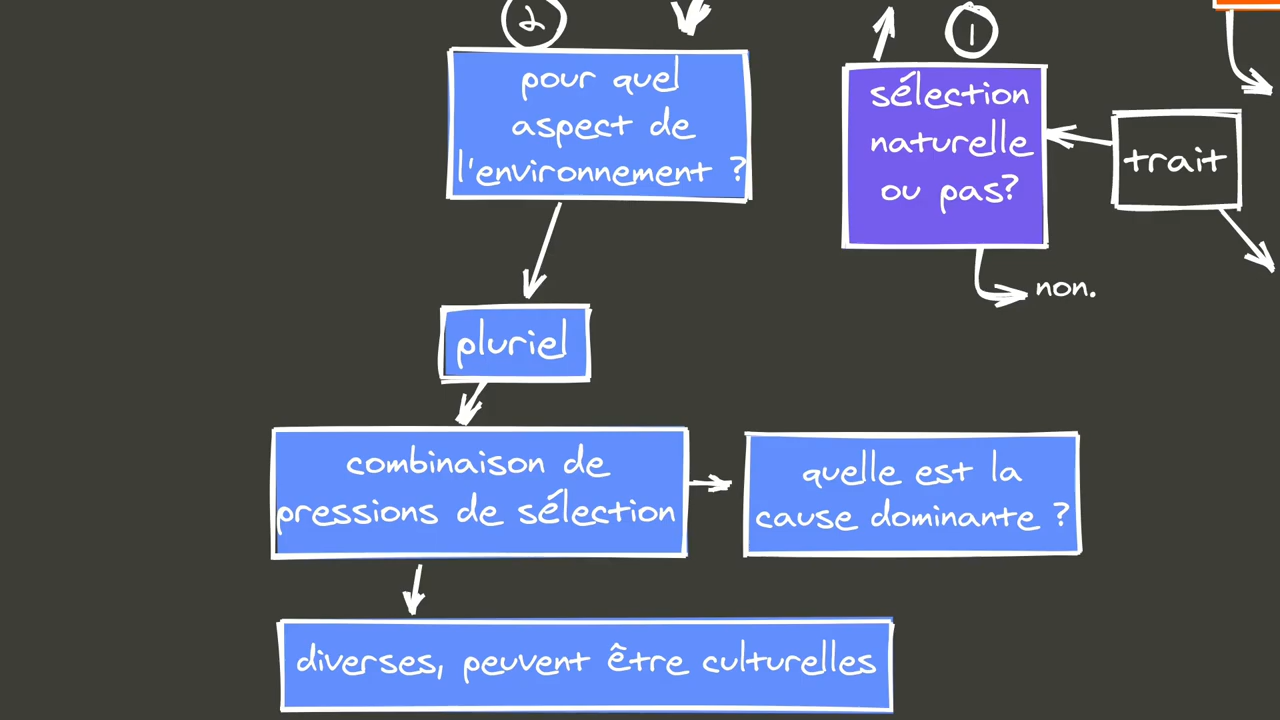 2
pour quel
aspect de
l'environnement ?
1
sélection
naturelle
ou pas?
trait
non.
pluriel
combinaison de
pressions de sélection
quelle est la
cause dominante ?
diverses, peuvent être culturelles